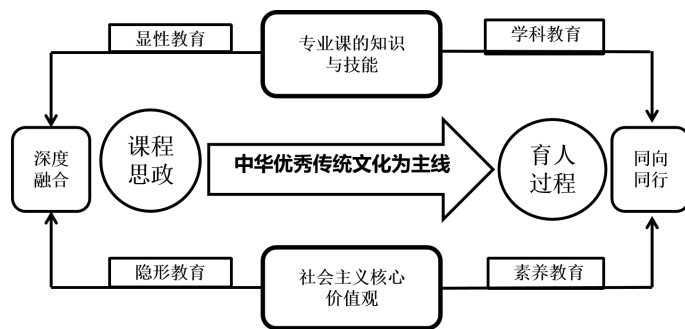 显性教育
专业课的知识
与技能
学科教育
深度
融合
课程
思政
中华优秀传统文化为主线
育人
过程
同向
同行
隐形教育
社会主义核心
价值观
素养教育